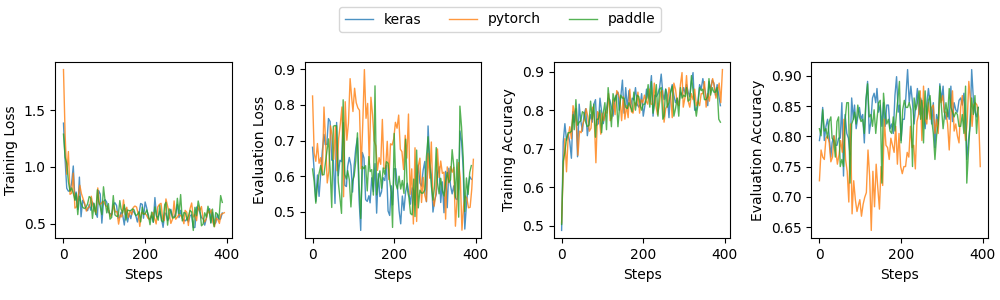 keras pytorch paddle
Training Loss
1.5
1.0
0.5
0 200 400
Steps
Evaluation Loss
0.9
0.8
0.7
0.6
0.5
0 200 400
Steps
Training Accuracy
0.9
0.8
0.7
0.6
0.5
0 200 400
Steps
Evaluation Accuracy
0.90
0.85
0.80
0.75
0.70
0.65
0 200 400
Steps